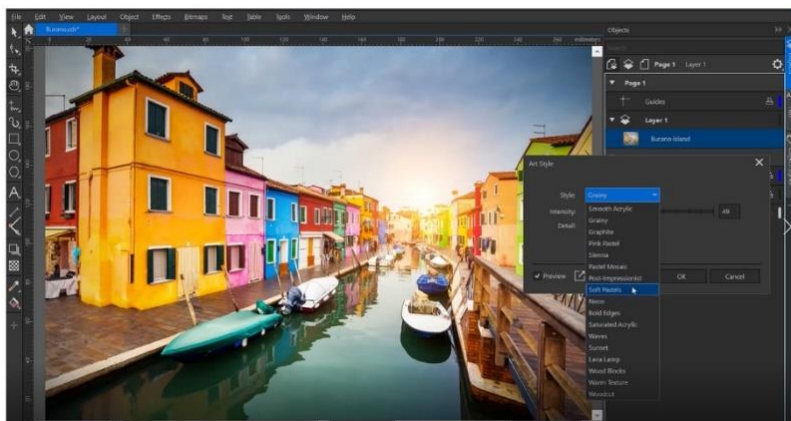 File Edit View Layout Object Effects Bitmaps Text Table Tools Window Help
Burano.cdr*
Objects
millimeters
Page 1 Layer 1
Page 1
Guides
Layer 1
Burano-island
Art Style
Style: Grainy
Smooth Acrylic
Intensity: 49
Grainy
Detail:
Graphite
Pink Pastel
Sienna
Pastel Mosaic
Post-Impressionist
Preview OK Cancel
Soft Pastels
Neon
Bold Edges
Saturated Acrylic
Waves
Sunset
Lava Lamp
Wood Blocks
Warm Texture
Woodcut